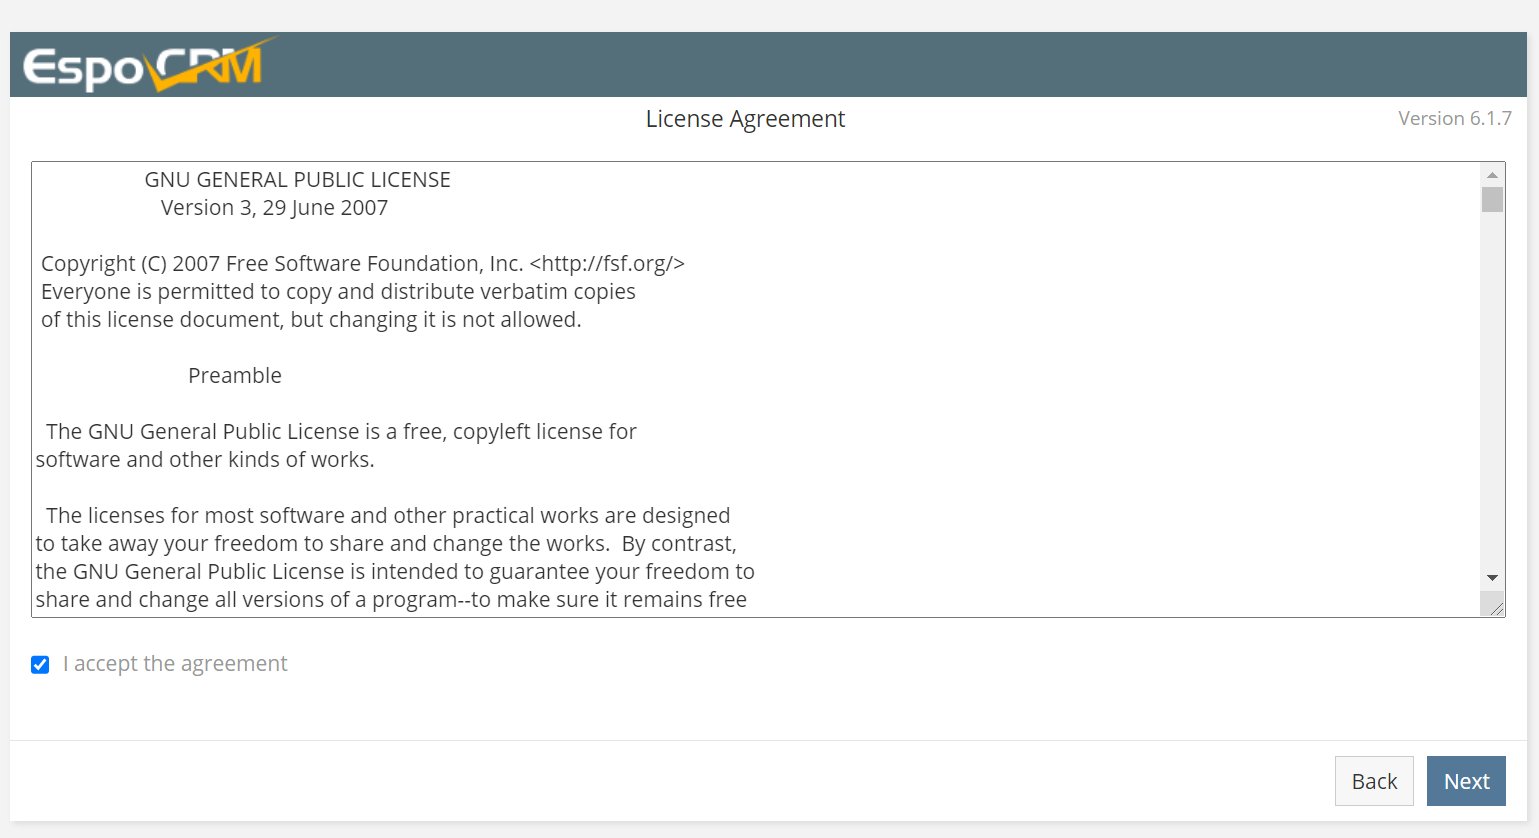 EspoCRM
License Agreement
Version 6.1.7
GNU GENERAL PUBLIC LICENSE
Version 3, 29 June 2007
Copyright (C) 2007 Free Software Foundation, Inc. <http://fsf.org/>
Everyone is permitted to copy and distribute verbatim copies
of this license document, but changing it is not allowed.
Preamble
The GNU General Public License is a free, copyleft license for
software and other kinds of works.
The licenses for most software and other practical works are designed
to take away your freedom to share and change the works.  By contrast,
the GNU General Public License is intended to guarantee your freedom to
share and change all versions of a program--to make sure it remains free
I accept the agreement
Back
Next